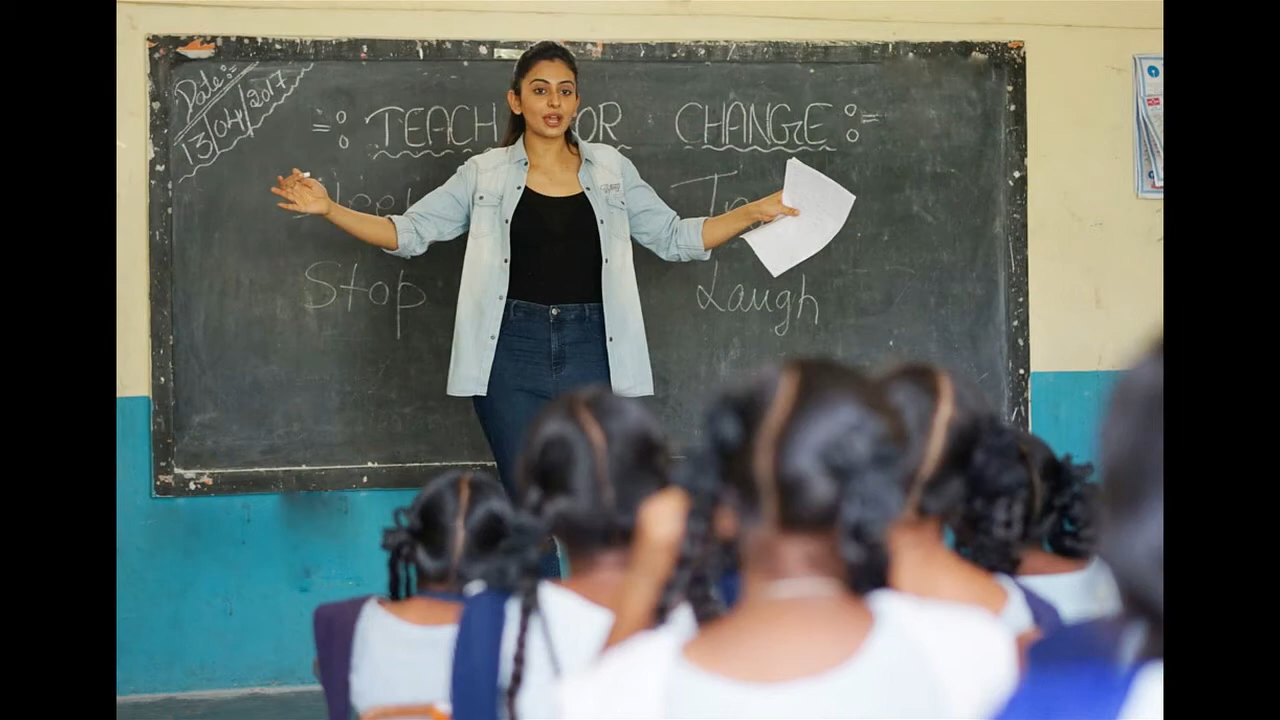 Date:-
13/04/2017
-: TEACH FOR CHANGE :-
Stop Laugh